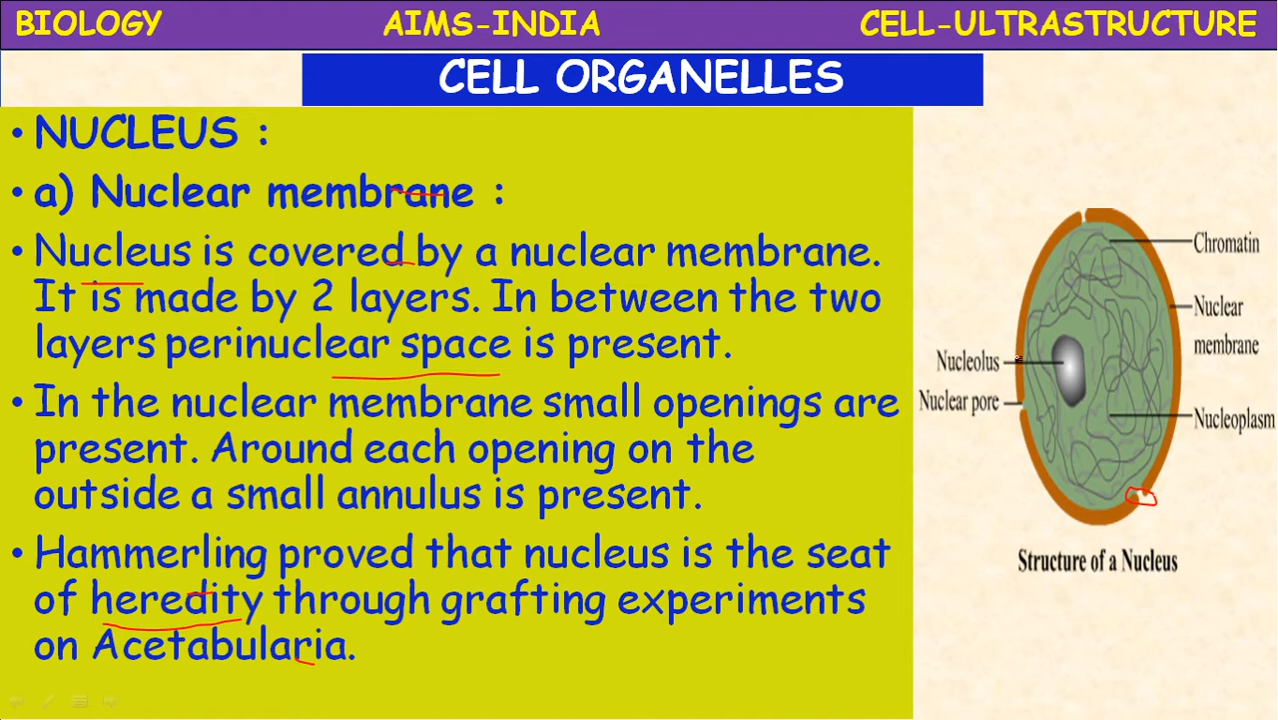 BIOLOGY AIMS-INDIA CELL-ULTRASTRUCTURE
CELL ORGANELLES
• NUCLEUS :
• a) Nuclear membrane :
• Nucleus is covered by a nuclear membrane.
It is made by 2 layers. In between the two
layers perinuclear space is present.
• In the nuclear membrane small openings are
present. Around each opening on the
outside a small annulus is present.
• Hammerling proved that nucleus is the seat
of heredity through grafting experiments
on Acetabularia.
Chromatin
Nuclear
membrane
Nucleolus
Nuclear pore
Nucleoplasm
Structure of a Nucleus